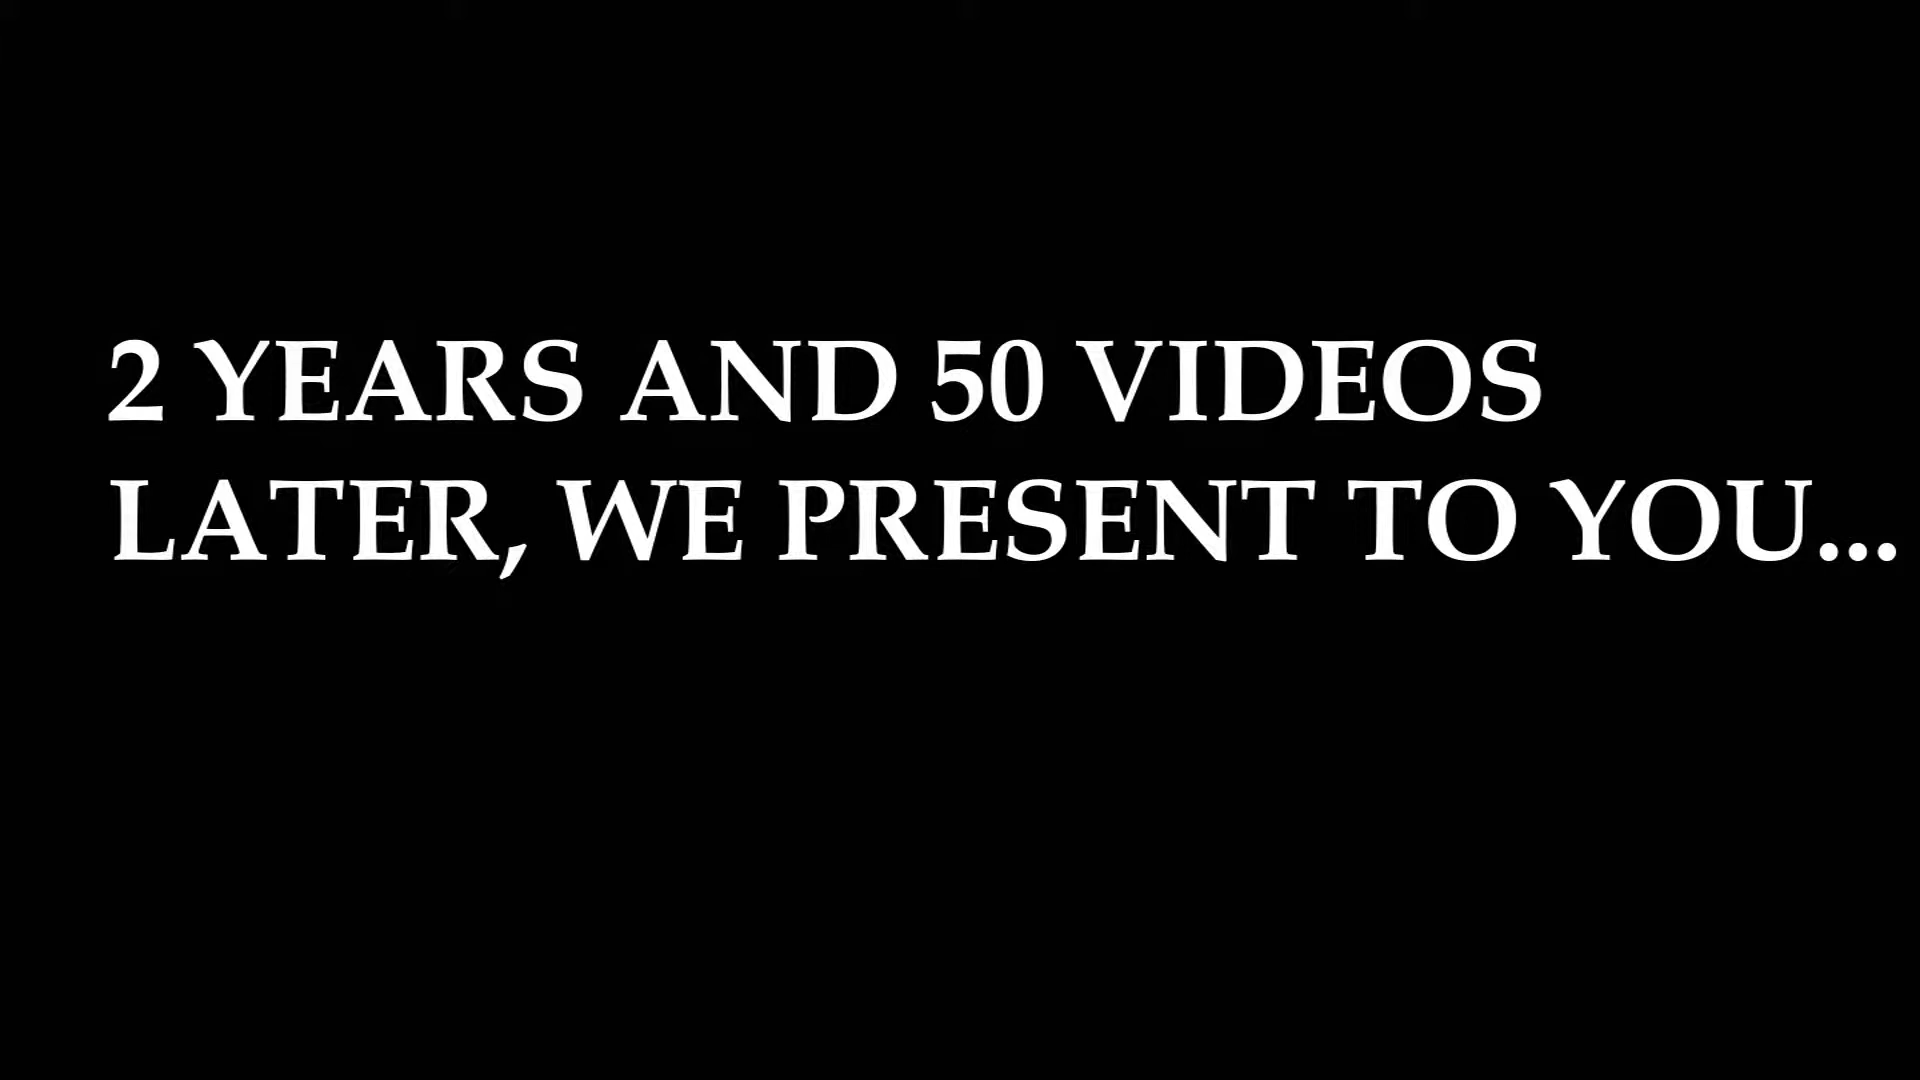 2 YEARS AND 50 VIDEOS
LATER, WE PRESENT TO YOU...